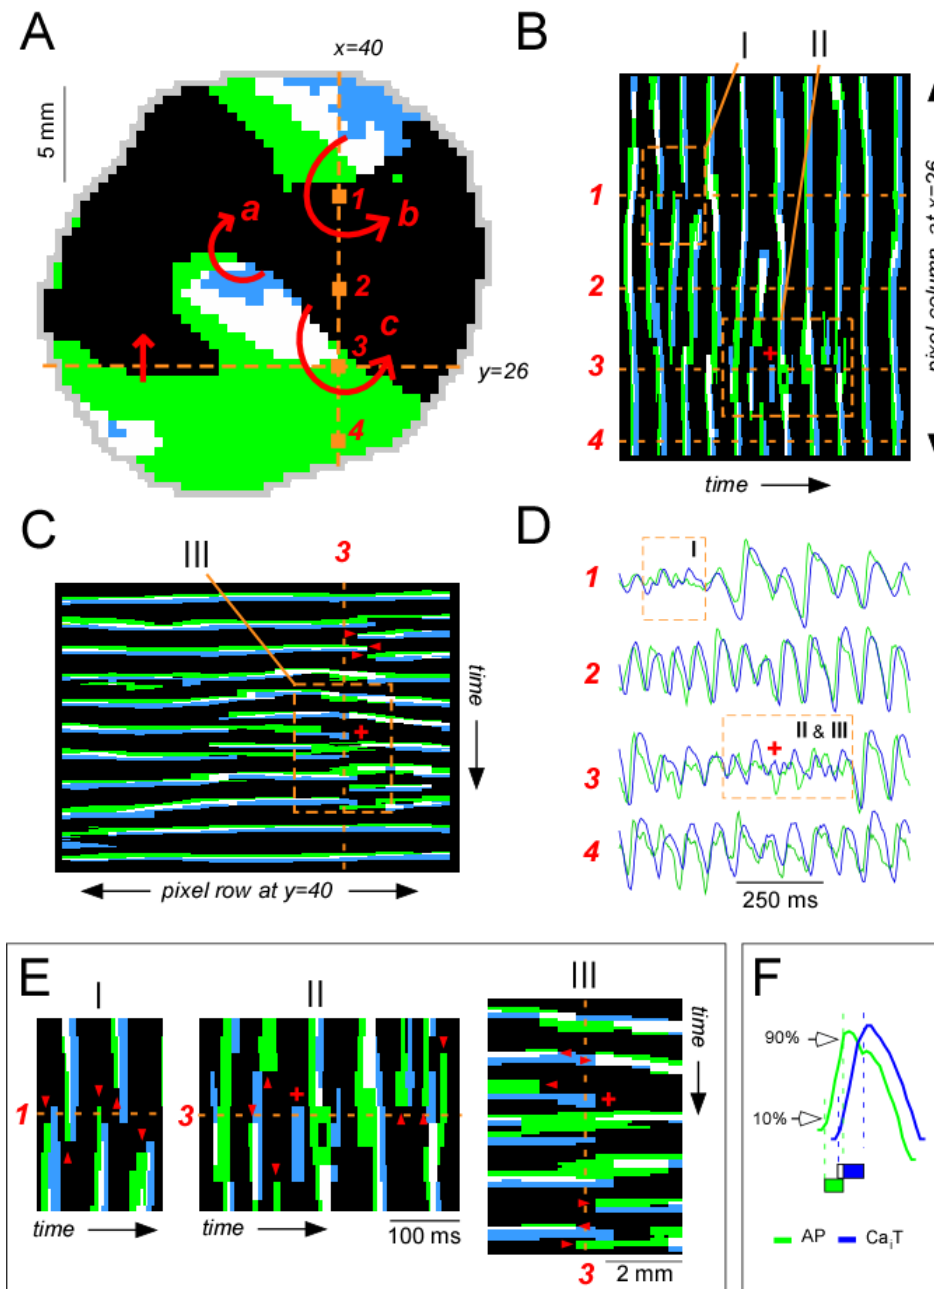 A
x=40
5 mm
1
a
b
2
c
3
y=26
4
B
I
II
1
2
3
4
+
time
pixel column at x=26
C
III
3
time
+
pixel row at y=40
D
1
I
2
3
II & III
+
4
250 ms
E
I
II
III
1
3
+
+
time
time
time
100 ms
3
2 mm
F
90%
10%
AP
CaiT